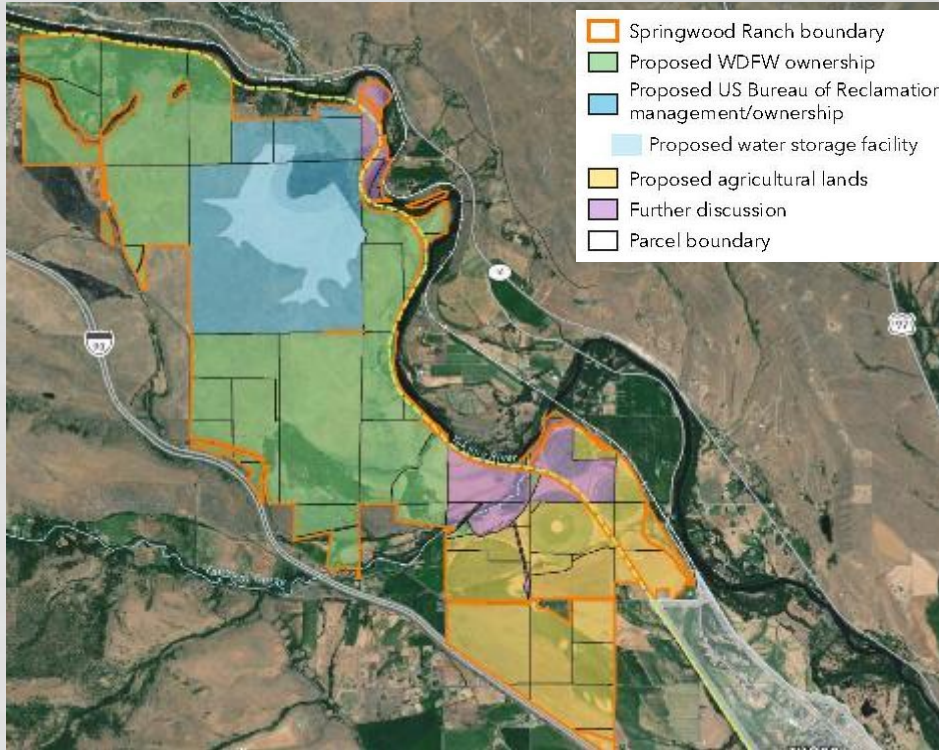 Springwood Ranch boundary
Proposed WDFW ownership
Proposed US Bureau of Reclamation
management/ownership
Proposed water storage facility
Proposed agricultural lands
Further discussion
Parcel boundary
90
97